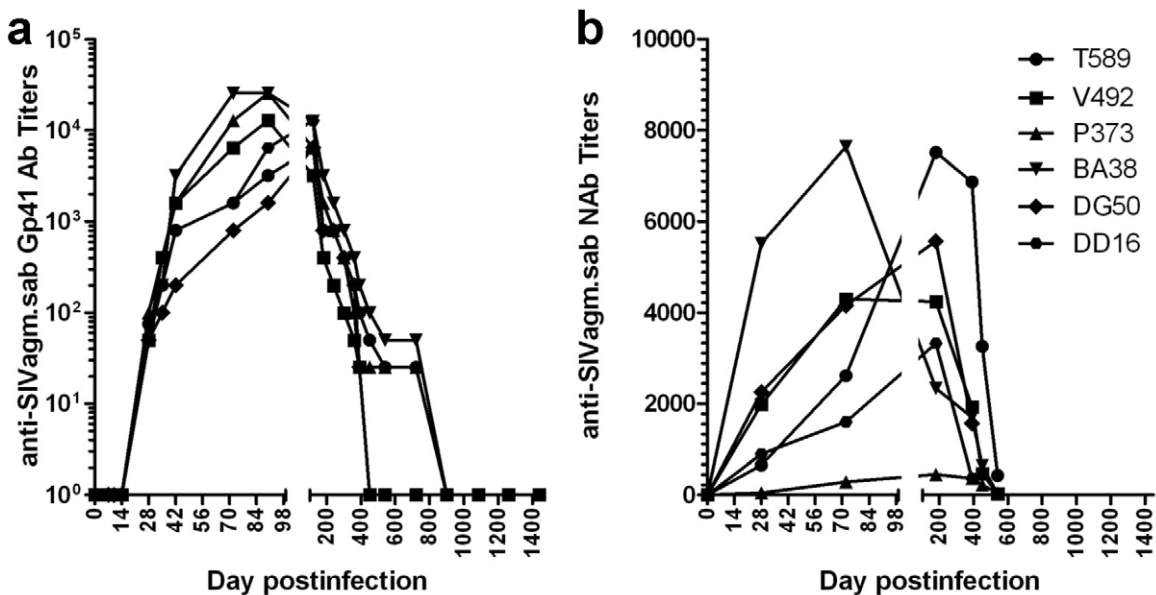 a
anti-SIVagm.sab Gp41 Ab Titers
10^5
10^4
10^3
10^2
10^1
10^0
0 14 28 42 56 70 84 98 200 400 600 800 1000 1200 1400
Day postinfection
b
anti-SIVagm.sab NAb Titers
10000
8000
6000
4000
2000
0
0 14 28 42 56 70 84 98 200 400 600 800 1000 1200 1400
Day postinfection
T589
V492
P373
BA38
DG50
DD16